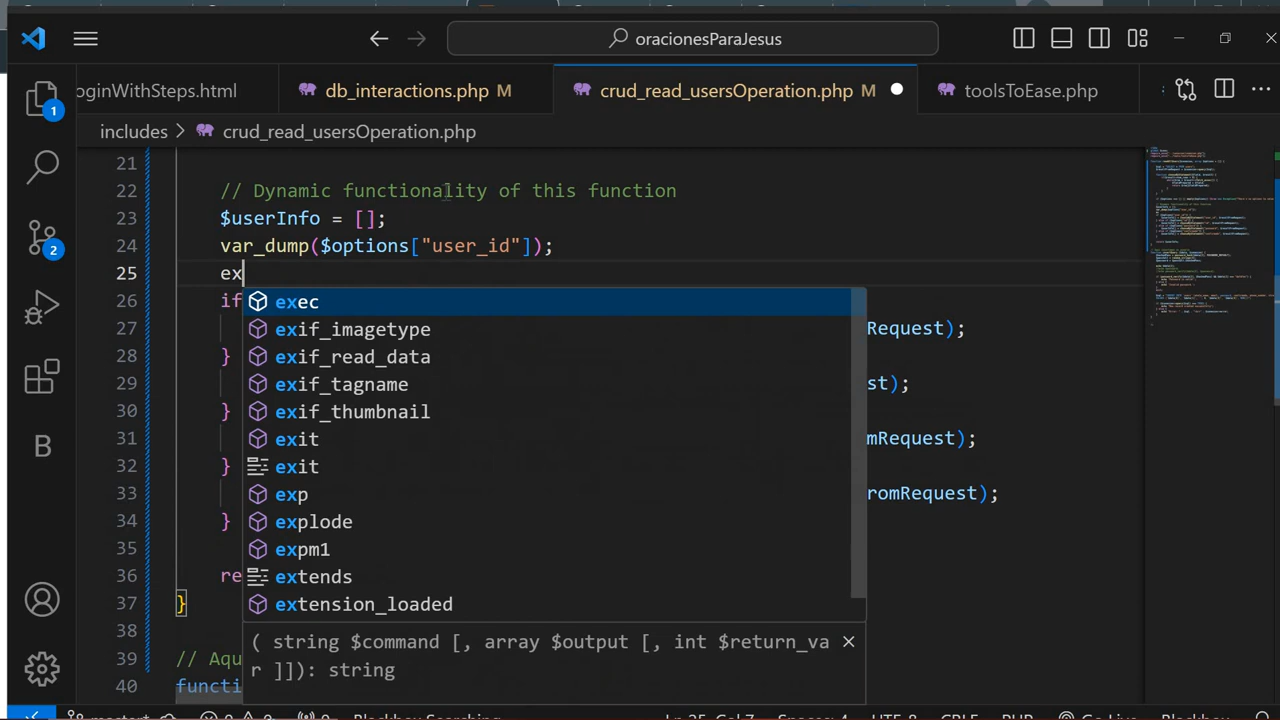 oracionesParaJesus
oginWithSteps.html
db_interactions.php M
crud_read_usersOperation.php M
toolsToEase.php
includes > crud_read_usersOperation.php
21
22 // Dynamic functionality of this function
23 $userInfo = [];
24 var_dump($options["user_id"]);
25 ex
26 if
27 Request);
28 }
29 st);
30 }
31 mRequest);
32 }
33 romRequest);
34 }
35
36 re
37 }
38
39 // Aqu
40 functi
exec
exif_imagetype
exif_read_data
exif_tagname
exif_thumbnail
exit
exit
exp
explode
expm1
extends
extension_loaded
( string $command [, array $output [, int $return_va
r ]]): string
1
2
B